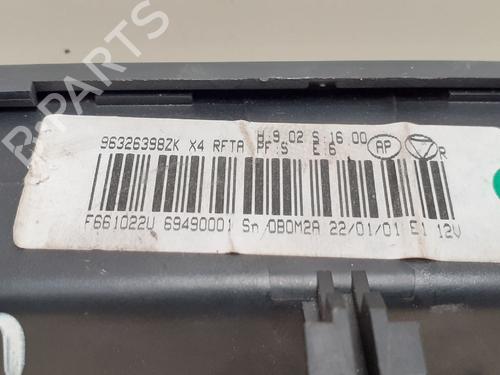 H.9.02 S.16.00
96326398ZK X4 RFTA PF.S E.6 L AP R
F661022U 69490001 Sn/0B0M2A 22/01/01 E1 12V
B-PARTS